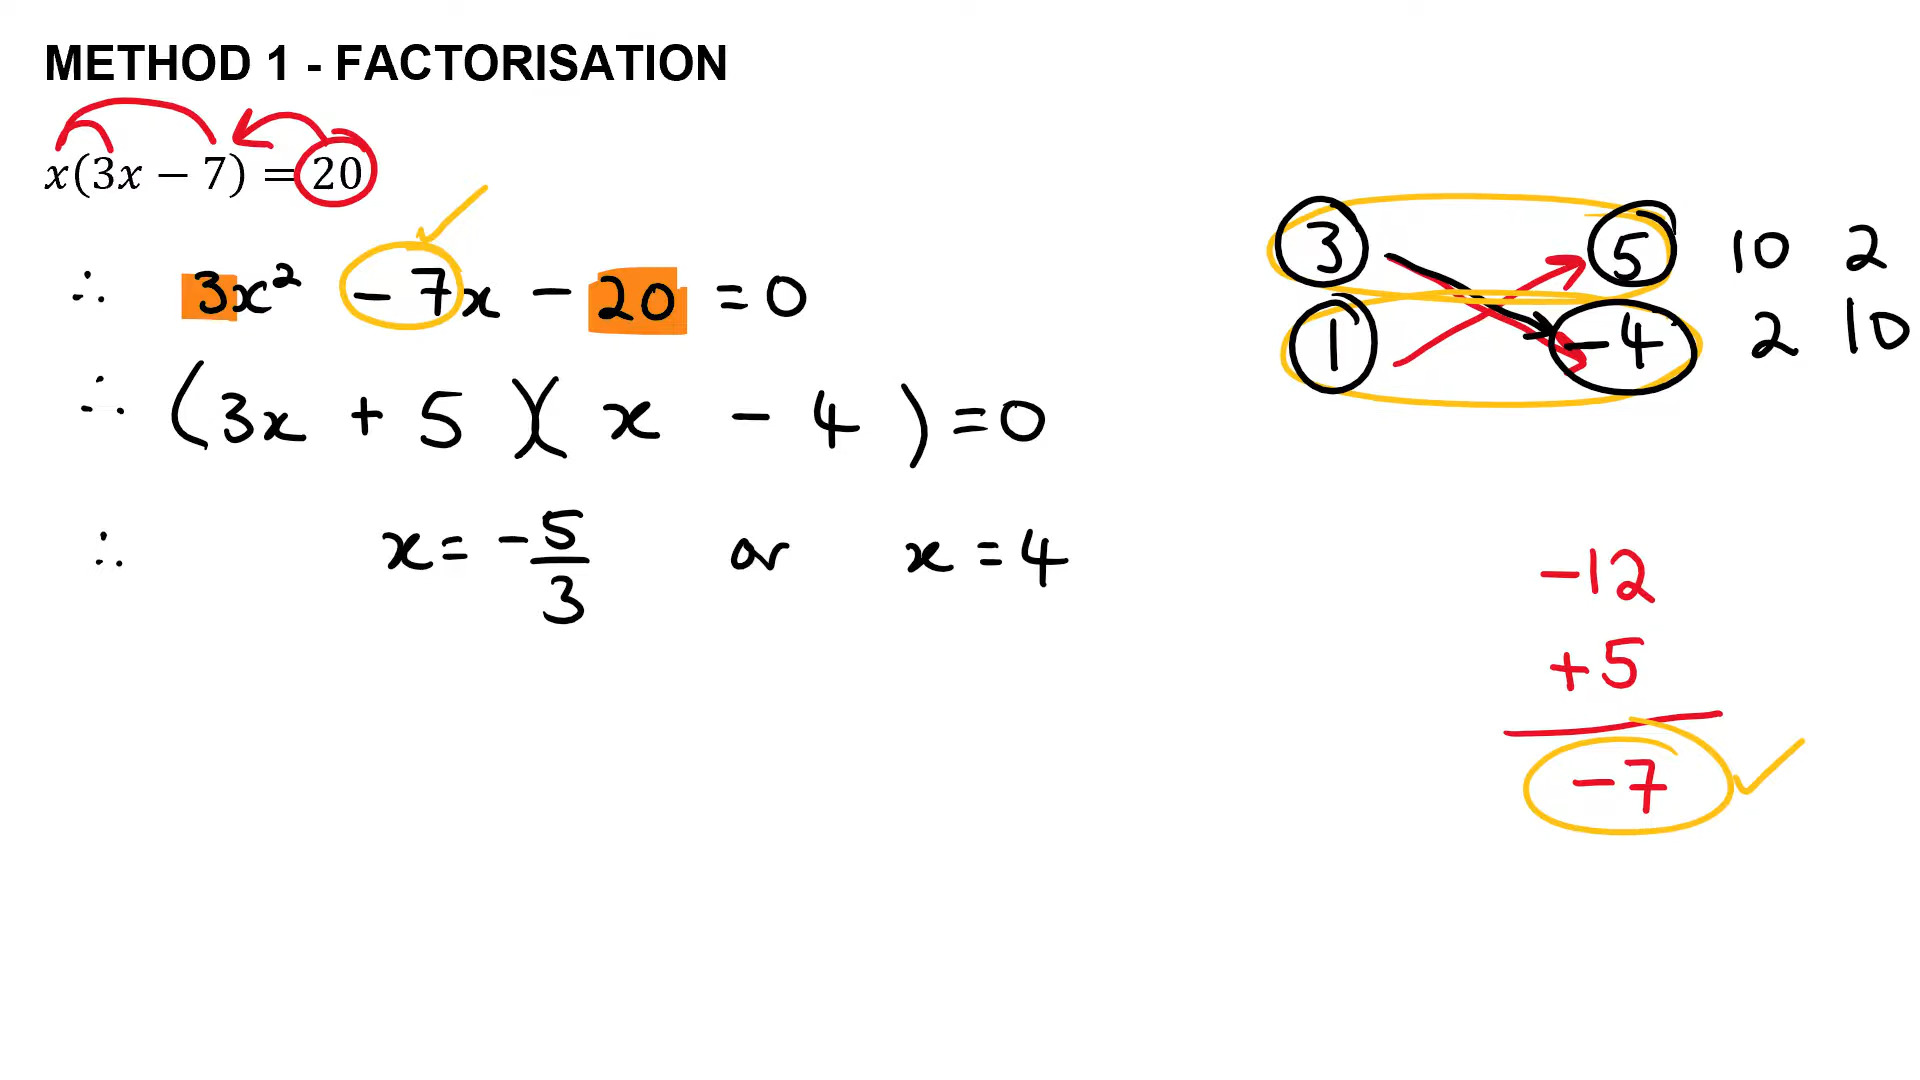 METHOD 1 - FACTORISATION
x(3x − 7) = 20
∴ 3x² − 7x − 20 = 0
∴ (3x + 5)(x − 4) = 0
∴ x = −5/3 or x = 4
3 5 10 2
1 −4 2 10
−12
+5
−7